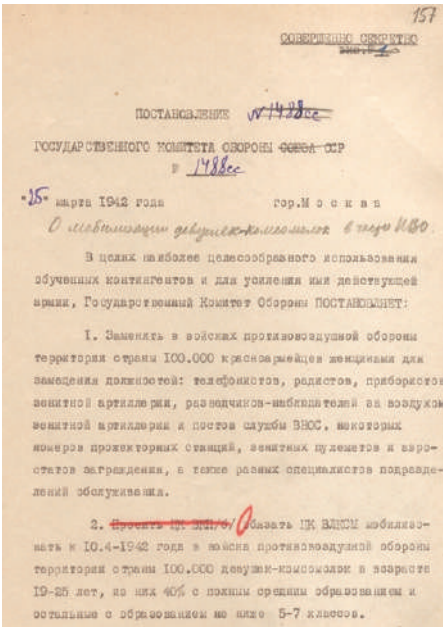 157
СОВЕРШЕННО СЕКРЕТНО
ПОСТАНОВЛЕНИЕ № 1488сс
ГОСУДАРСТВЕННОГО КОМИТЕТА ОБОРОНЫ СОЮЗА ССР
№ 1488сс
"25" марта 1942 года гор.Москва
О мобилизации девушек-комсомолок в части ПВО.
В целях наиболее целесообразного использования
обученных контингентов и для усиления ими действующей
армии, Государственный Комитет Обороны ПОСТАНОВЛЯЕТ:
1. Заменить в войсках противовоздушной обороны
территории страны 100.000 красноармейцев женщинами для
замещения должностей: телефонистов, радистов, прибористов
зенитной артиллерии, разведчиков-наблюдателей за воздухом
зенитной артиллерии и постов службы ВНОС, некоторых
номеров прожекторных станций, зенитных пулеметов и аэро-
статов заграждения, а также разных специалистов подразде-
лений обслуживания.
2. Просить ЦК ВКП/б/ Обязать ЦК ВЛКСМ мобилизо-
вать к 10.4-1942 года в войска противовоздушной обороны
территории страны 100.000 девушек-комсомолок в возрасте
19-25 лет, из них 40% с полным средним образованием и
остальные с образованием не ниже 5-7 классов.